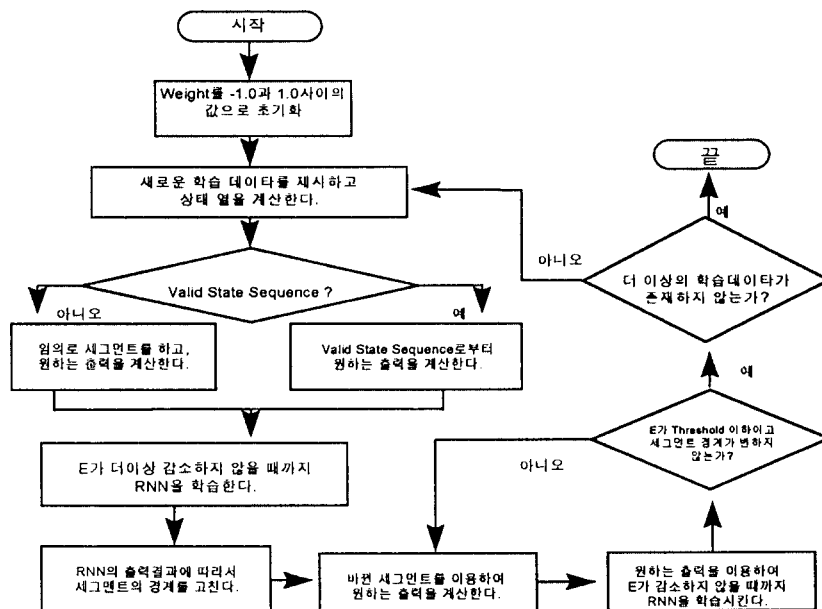 시작
Weight를 -1.0과 1.0사이의
값으로 초기화
새로운 학습 데이타를 제시하고
상태 열을 계산한다.
Valid State Sequence ?
아니오
예
임의로 세그먼트를 하고,
원하는 출력을 계산한다.
Valid State Sequence로부터
원하는 출력을 계산한다.
E가 더이상 감소하지 않을 때까지
RNN을 학습한다.
RNN의 출력결과에 따라서
세그먼트의 경계를 고친다.
바뀐 세그먼트를 이용하여
원하는 출력을 계산한다.
원하는 출력을 이용하여
E가 감소하지 않을 때까지
RNN을 학습시킨다.
E가 Threshold 이하이고
세그먼트 경계가 변하지
않는가?
아니오
예
더 이상의 학습데이타가
존재하지 않는가?
아니오
예
끝